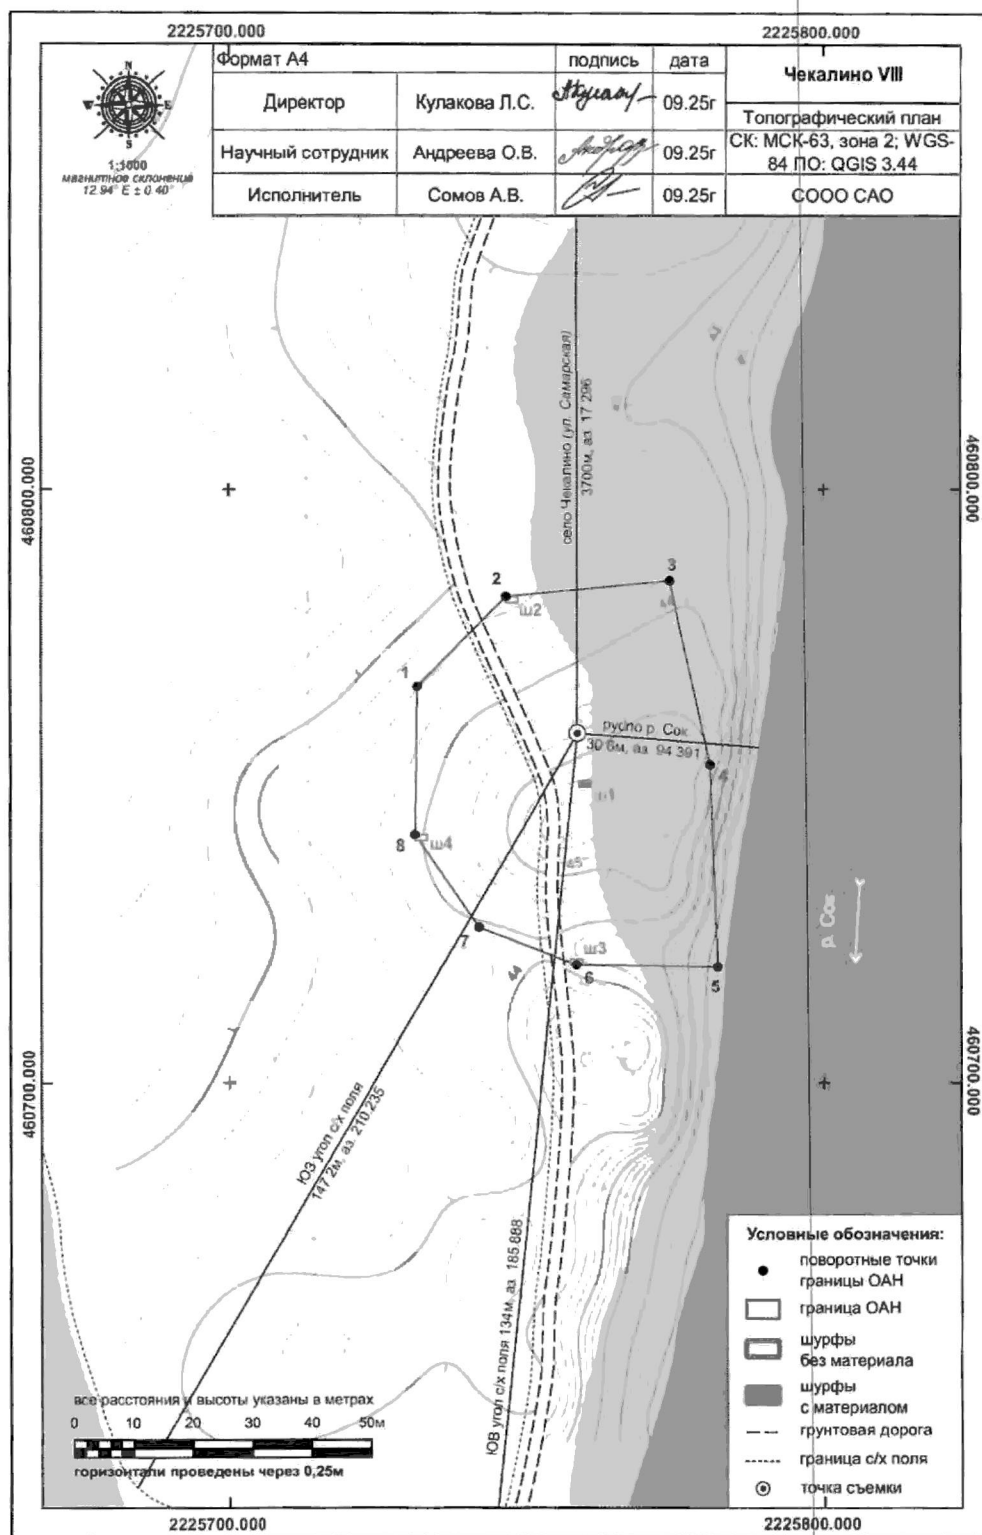 2225700.000
2225800.000
N
W
E
S
1:1000
магнитное склонение
12.94° E ± 0.40°
Формат А4
подпись
дата
Чекалино VIII
Директор
Кулакова Л.С.
09.25г
Топографический план
Научный сотрудник
Андреева О.В.
09.25г
СК: МСК-63, зона 2; WGS-
84 ПО: QGIS 3.44
Исполнитель
Сомов А.В.
09.25г
СООО САО
село Чекалино (ул. Самарская)
3700м, аз. 17 296
460800.000
460800.000
2
ш2
3
44
1
русло р. Сок
30 6м, аз 94 391
4
8
ш4
45
р. Сок
7
ш3
6
5
44
460700.000
460700.000
ЮЗ угол с/х поля
147 2м, аз. 210.235
ЮВ угол с/х поля 134м, аз. 185.888
Условные обозначения:
поворотные точки
границы ОАН
граница ОАН
шурфы
без материала
шурфы
с материалом
грунтовая дорога
граница с/х поля
точка съемки
все расстояния и высоты указаны в метрах
0 10 20 30 40 50м
горизонтали проведены через 0,25м
2225700.000
2225800.000